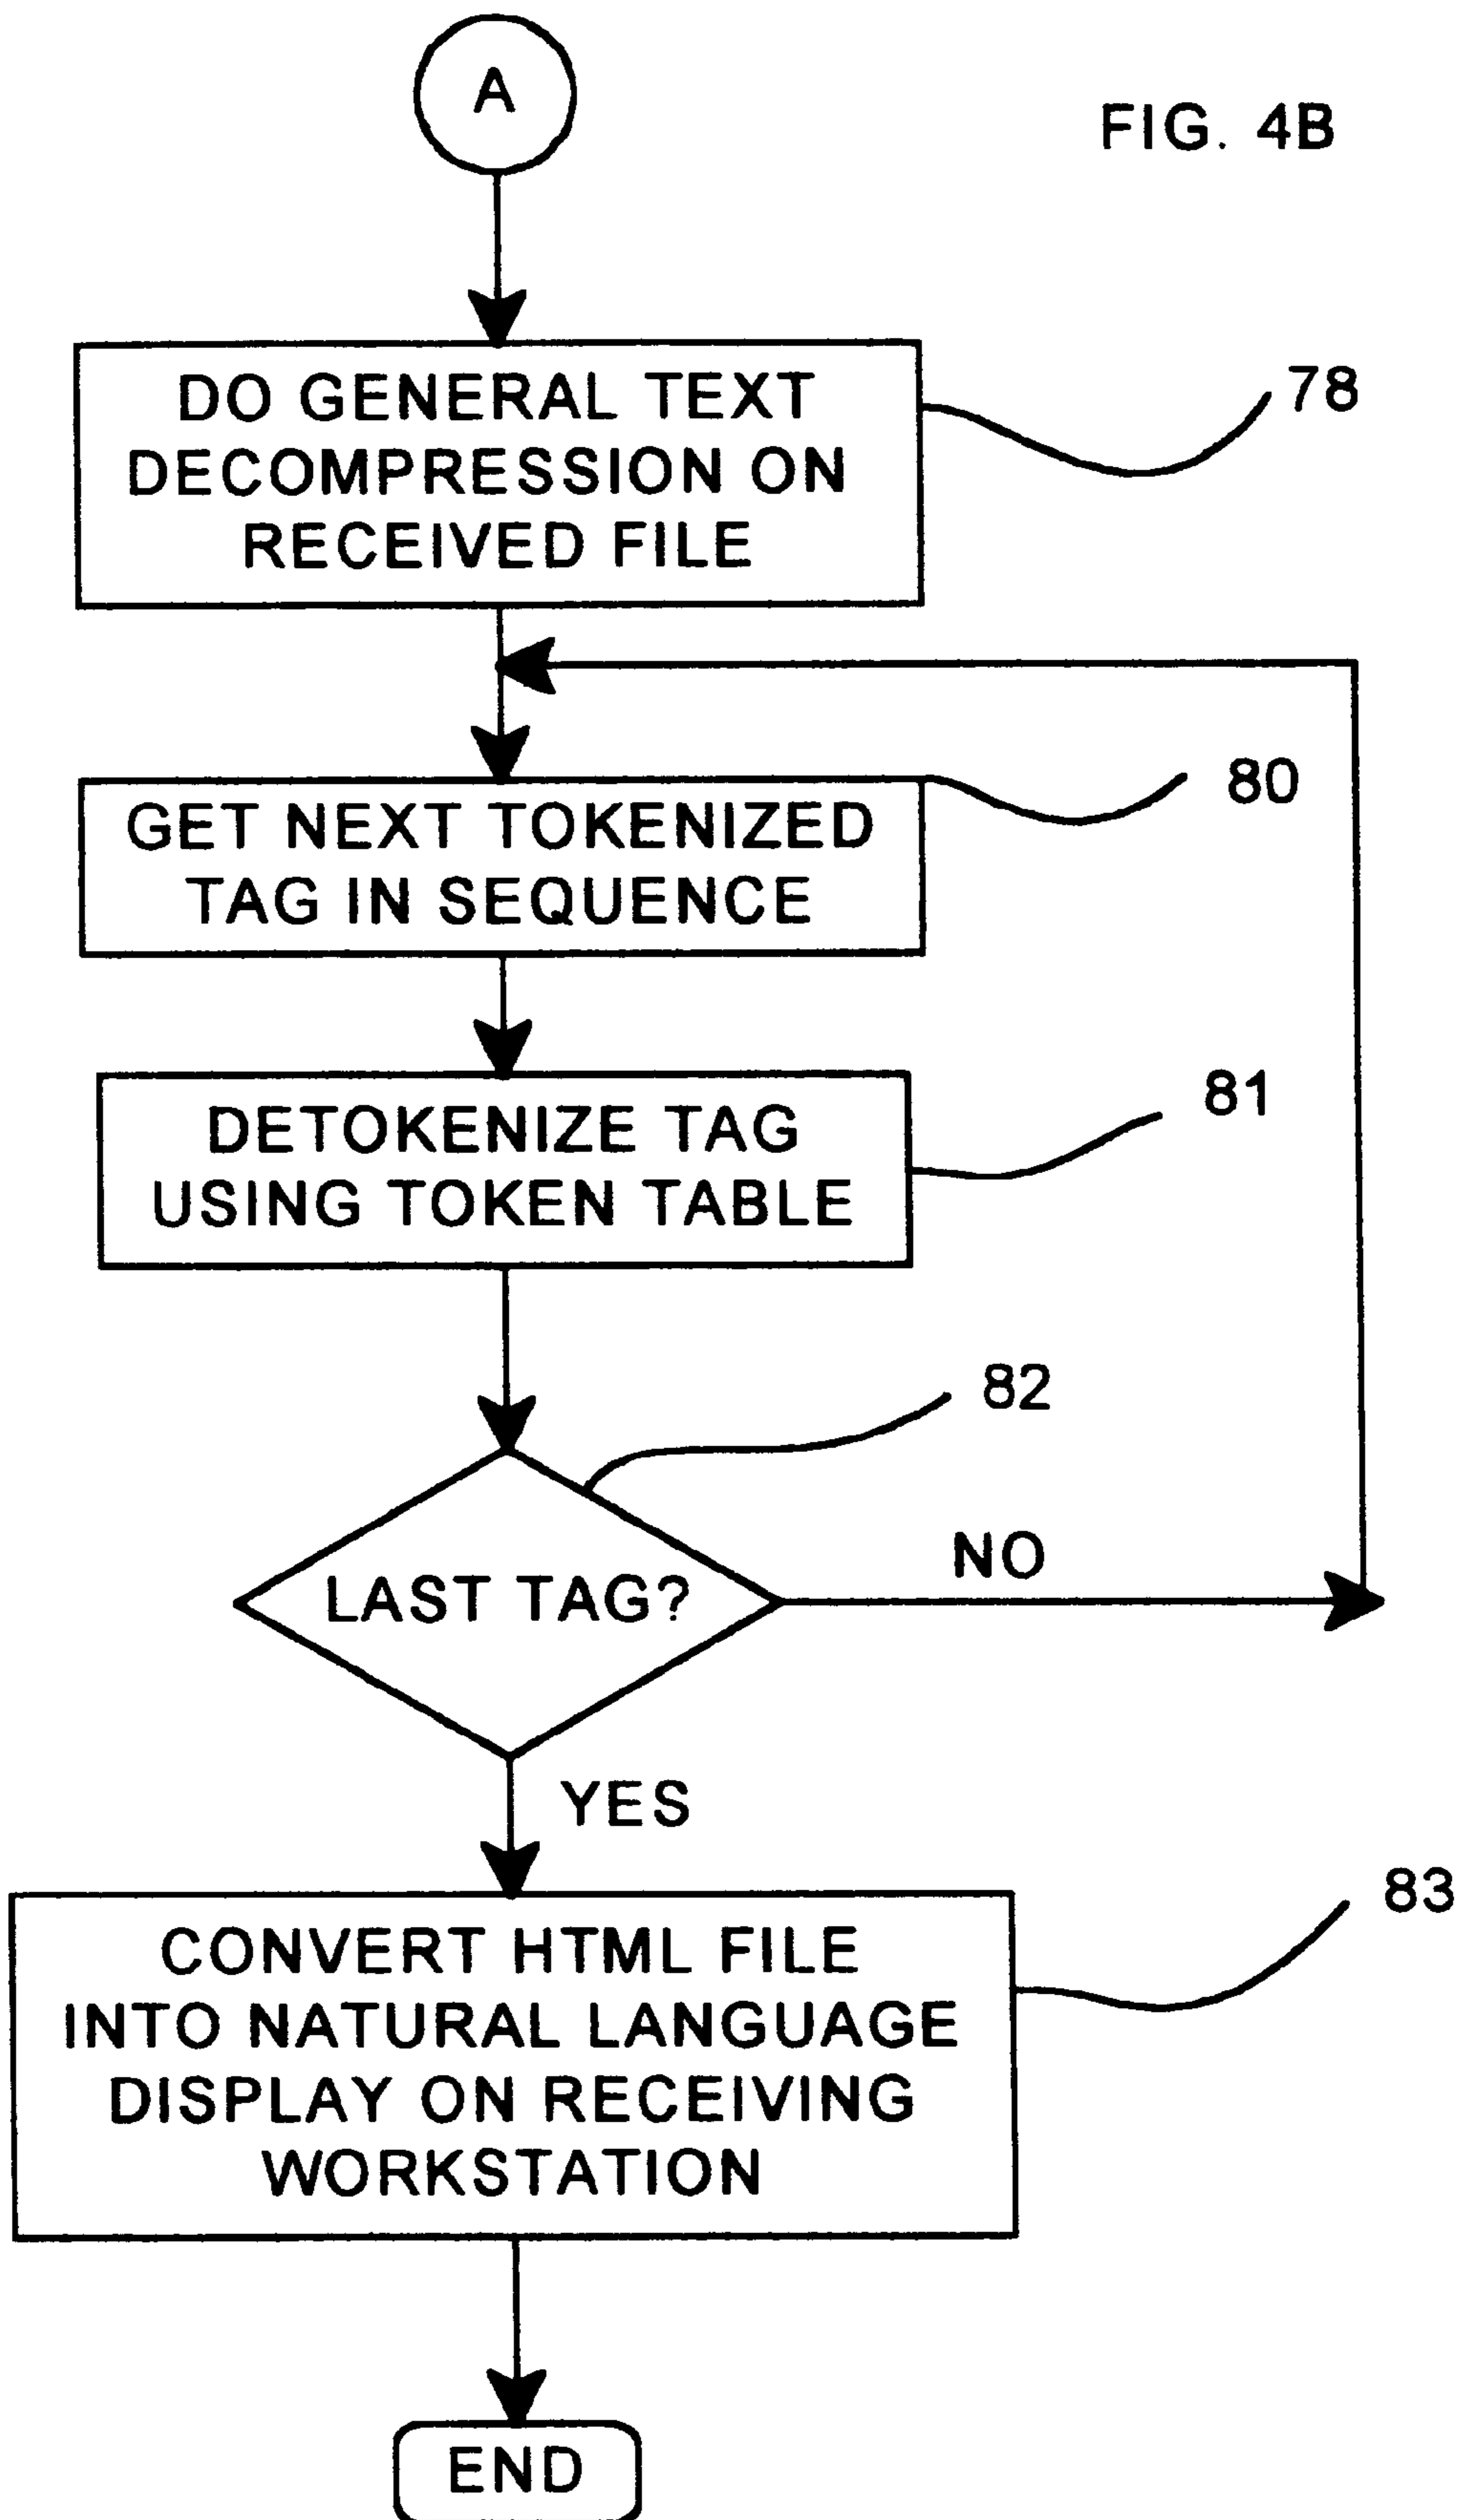 A
FIG. 4B
DO GENERAL TEXT
DECOMPRESSION ON
RECEIVED FILE
78
GET NEXT TOKENIZED
TAG IN SEQUENCE
80
DETOKENIZE TAG
USING TOKEN TABLE
81
82
LAST TAG?
NO
YES
CONVERT HTML FILE
INTO NATURAL LANGUAGE
DISPLAY ON RECEIVING
WORKSTATION
83
END